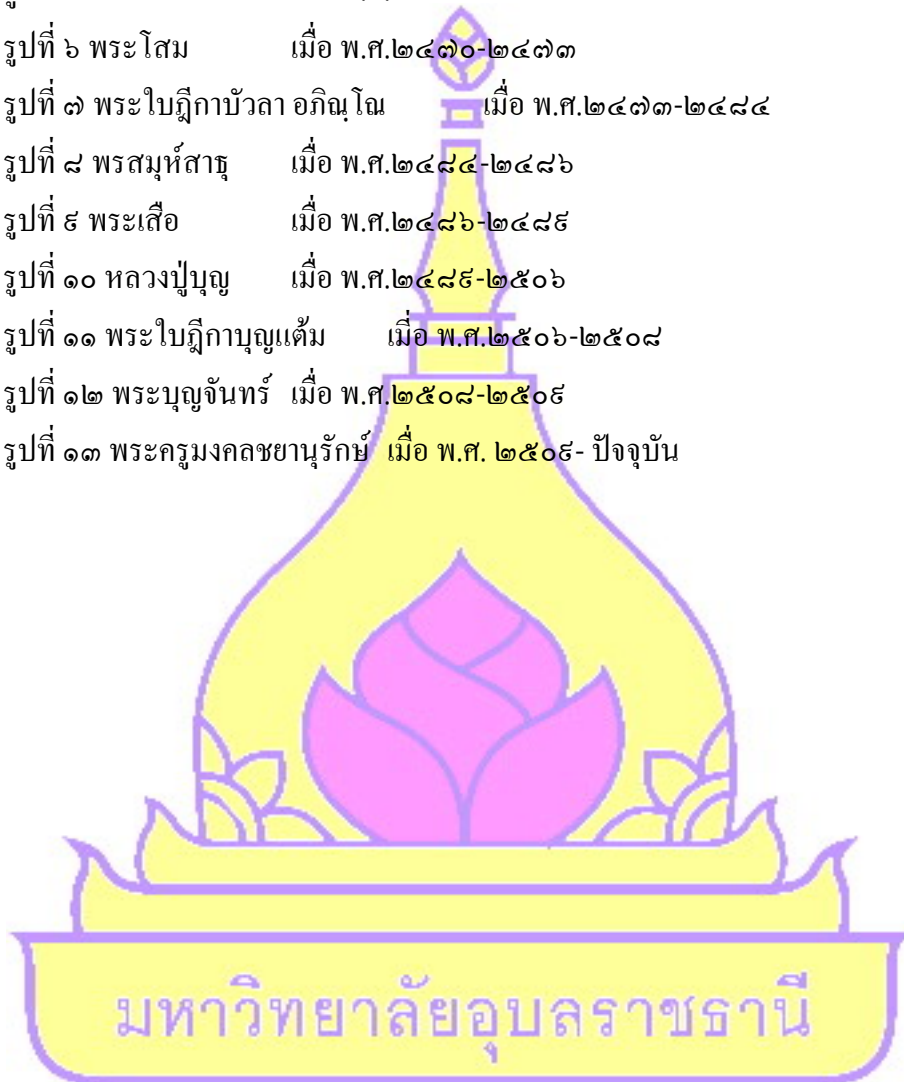 รูปที่ ๖ พระโสม เมื่อ พ.ศ.๒๔๗๐-๒๔๗๓
รูปที่ ๗ พระใบฎีกาบัวลา อภิณฺโณ เมื่อ พ.ศ.๒๔๗๓-๒๔๘๔
รูปที่ ๘ พรสมุห์สาธุ เมื่อ พ.ศ.๒๔๘๔-๒๔๘๖
รูปที่ ๙ พระเสือ เมื่อ พ.ศ.๒๔๘๖-๒๔๘๙
รูปที่ ๑๐ หลวงปู่บุญ เมื่อ พ.ศ.๒๔๘๙-๒๕๐๖
รูปที่ ๑๑ พระใบฎีกาบุญแต้ม เมื่อ พ.ศ.๒๕๐๖-๒๕๐๘
รูปที่ ๑๒ พระบุญจันทร์ เมื่อ พ.ศ.๒๕๐๘-๒๕๐๙
รูปที่ ๑๓ พระครูมงคลชยานุรักษ์ เมื่อ พ.ศ. ๒๕๐๙- ปัจจุบัน
มหาวิทยาลัยอุบลราชธานี